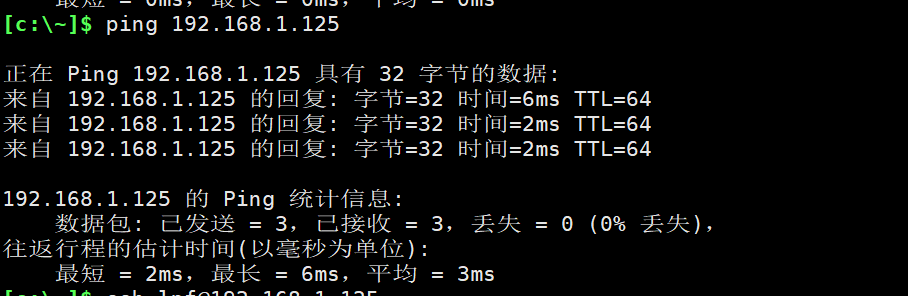 最短 = 0ms，最长 = 0ms，平均 = 0ms
[c:\~]$ ping 192.168.1.125
正在 Ping 192.168.1.125 具有 32 字节的数据:
来自 192.168.1.125 的回复: 字节=32 时间=6ms TTL=64
来自 192.168.1.125 的回复: 字节=32 时间=2ms TTL=64
来自 192.168.1.125 的回复: 字节=32 时间=2ms TTL=64
192.168.1.125 的 Ping 统计信息:
数据包: 已发送 = 3，已接收 = 3，丢失 = 0 (0% 丢失)，
往返行程的估计时间(以毫秒为单位):
最短 = 2ms，最长 = 6ms，平均 = 3ms
[c:\~]$ ssh 192.168.1.125